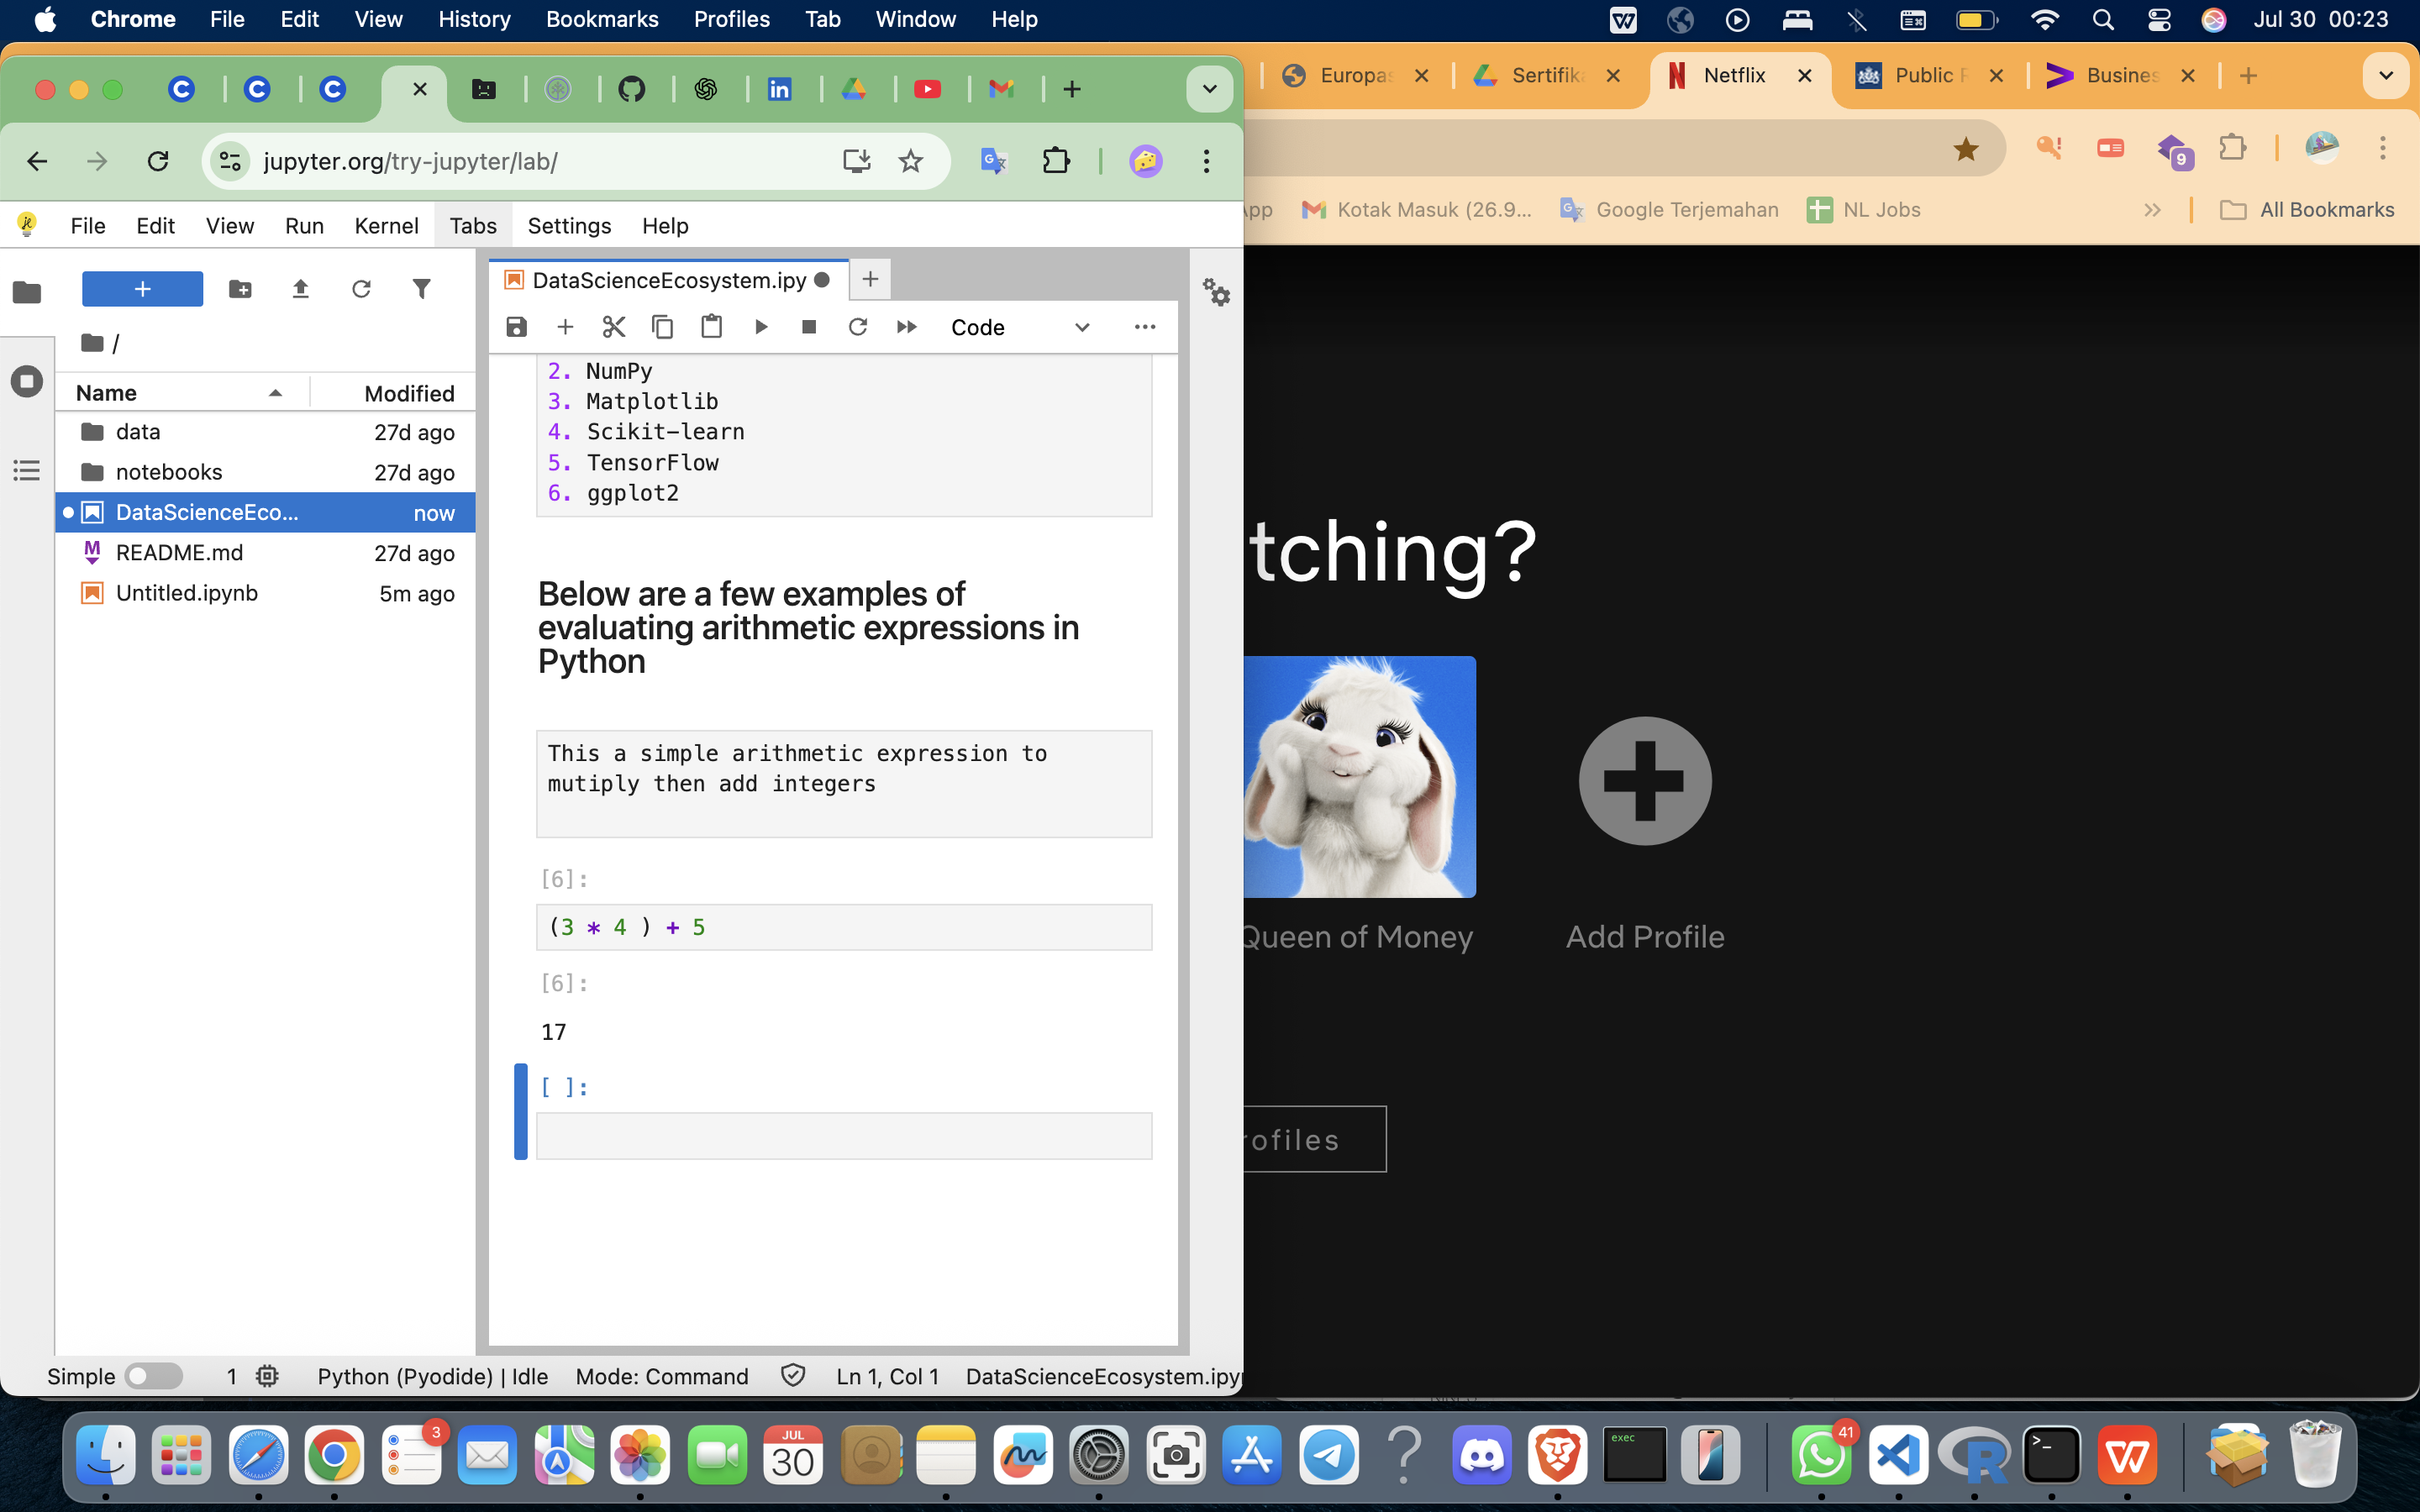 Chrome File Edit View History Bookmarks Profiles Tab Window Help Jul 30 00:23
Netflix
9
jupyter.org/try-jupyter/lab/
Kotak Masuk (26.9... Google Terjemahan NL Jobs All Bookmarks
File Edit View Run Kernel Tabs Settings Help
DataScienceEcosystem.ipy
/
Code
Name Modified
data 27d ago
notebooks 27d ago
DataScienceEco... now
README.md 27d ago
Untitled.ipynb 5m ago
2. NumPy
3. Matplotlib
4. Scikit-learn
5. TensorFlow
6. ggplot2
Below are a few examples of
evaluating arithmetic expressions in
Python
This a simple arithmetic expression to
mutiply then add integers
[6]:
(3 * 4 ) + 5
[6]:
17
[ ]:
tching?
Queen of Money
Add Profile
rofiles
Simple 1 Python (Pyodide) | Idle Mode: Command Ln 1, Col 1 DataScienceEcosystem.ipy
3
JUL
30
exec
41